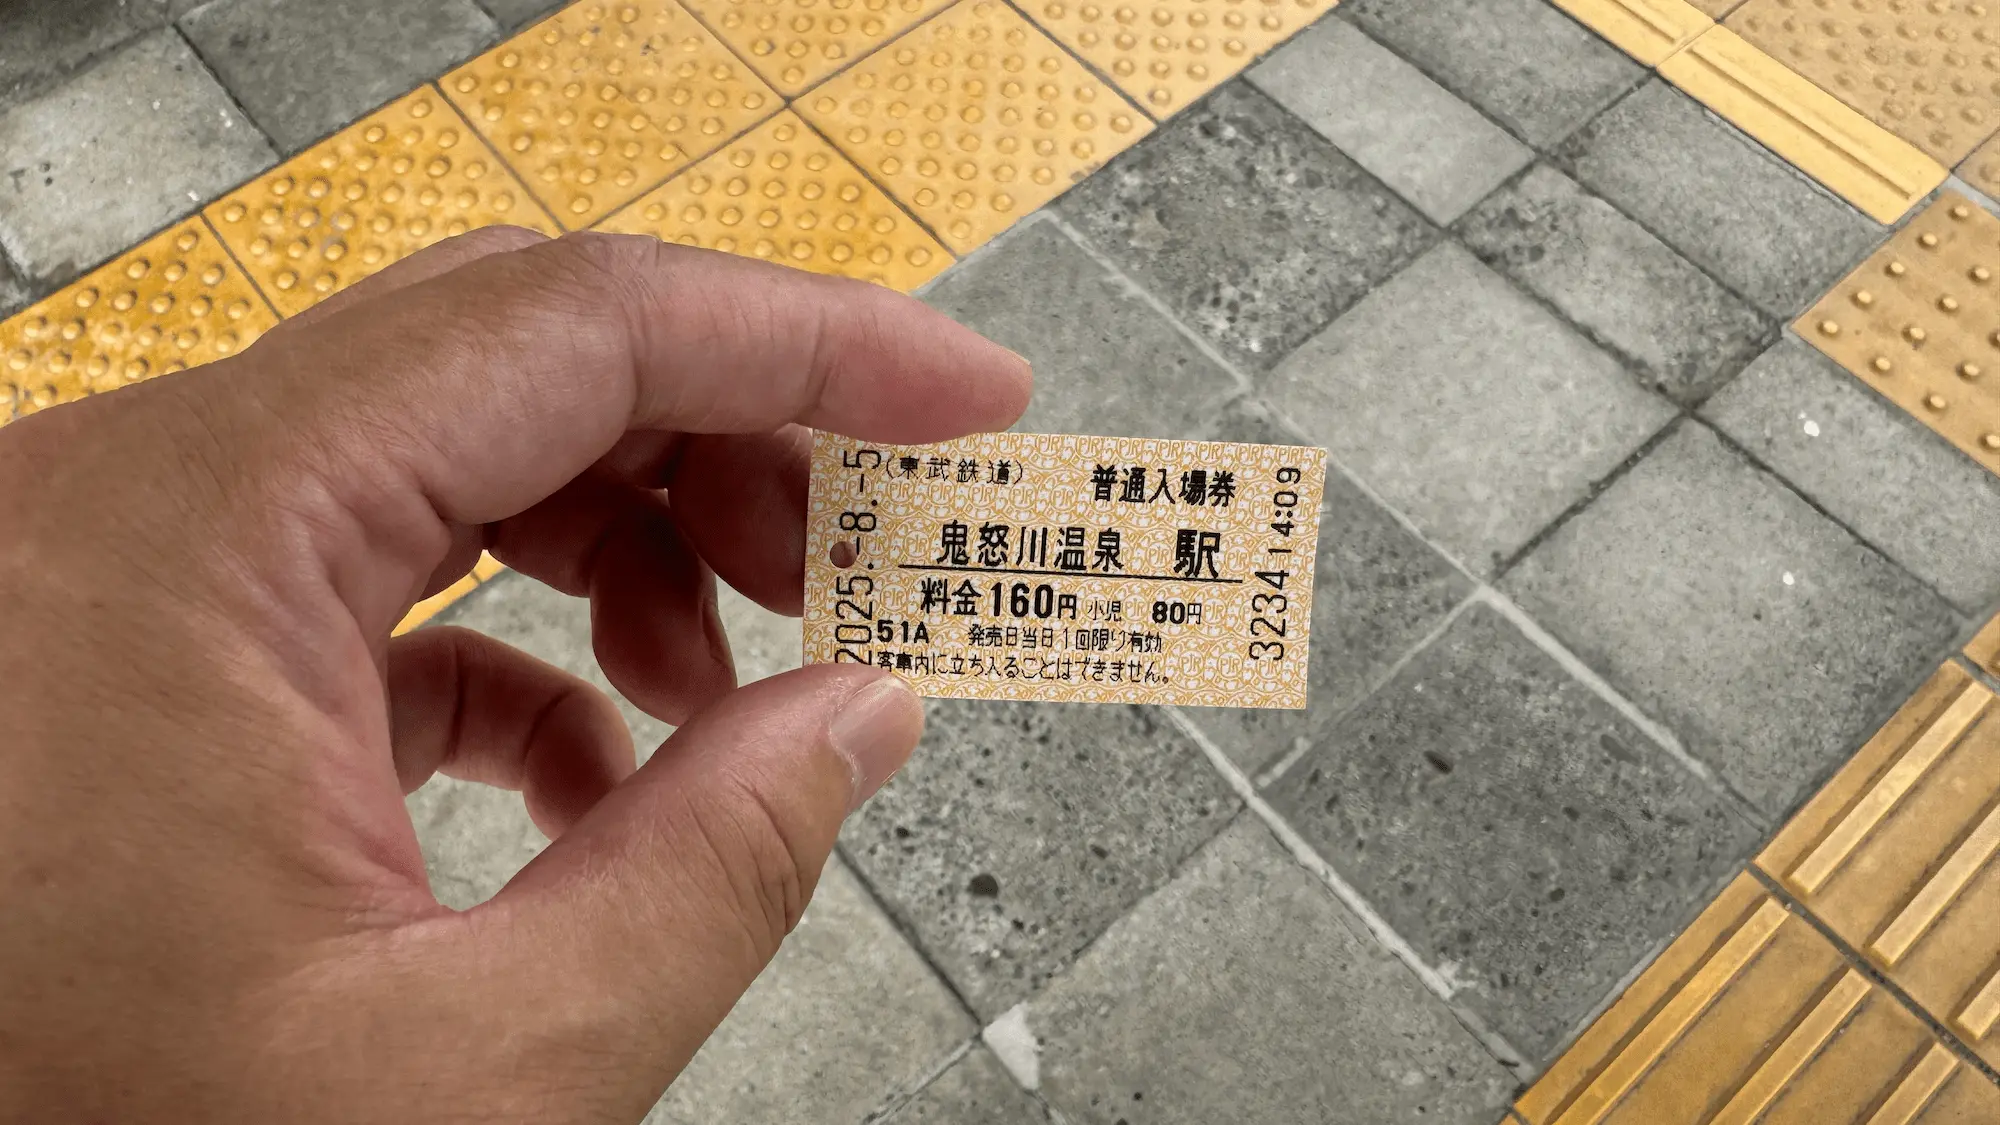 (東武鉄道) 普通入場券
鬼怒川温泉 駅
料金160円 小児 80円
51A 発売日当日1回限り有効
客車内に立ち入ることはできません。
2025.-8.-5
3234 14:09